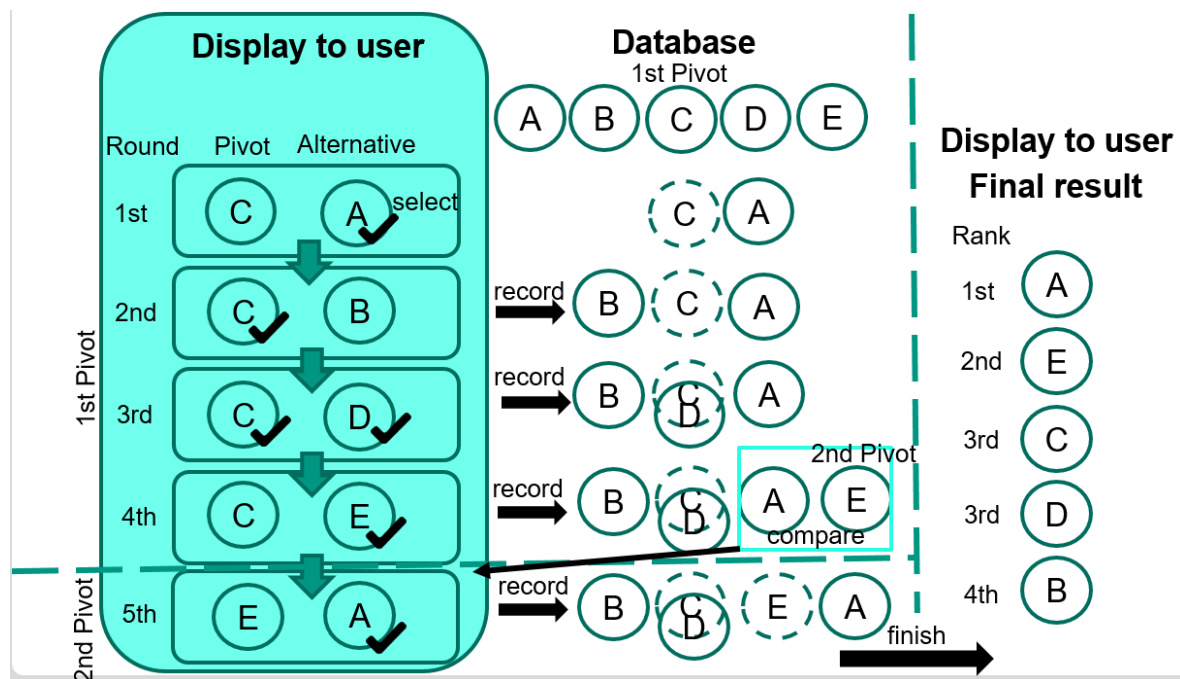 Display to user
Round Pivot Alternative
1st C A select
2nd C B
3rd C D
4th C E
5th E A
1st Pivot
2nd Pivot
Database
1st Pivot
A B C D E
C A
record B C A
record B C D A
record B C D A E
2nd Pivot
compare
record B C D E A
finish
Display to user
Final result
Rank
1st A
2nd E
3rd C
3rd D
4th B